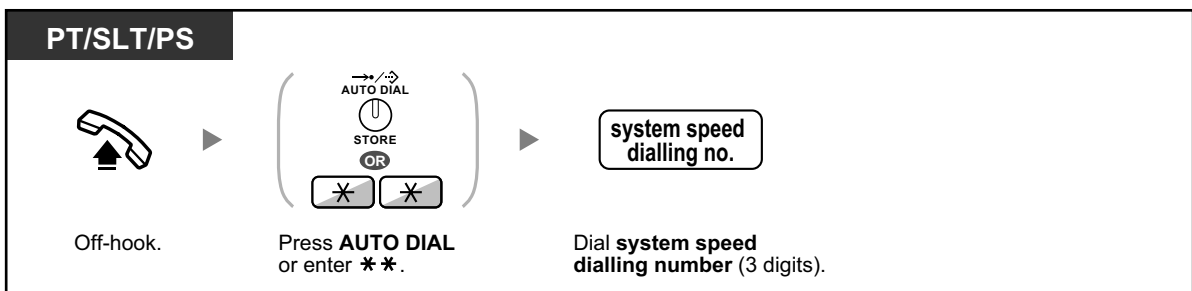 PT/SLT/PS
AUTO DIAL
STORE
OR
* *
system speed
dialling no.
Off-hook.
Press AUTO DIAL
or enter * *.
Dial system speed
dialling number (3 digits).